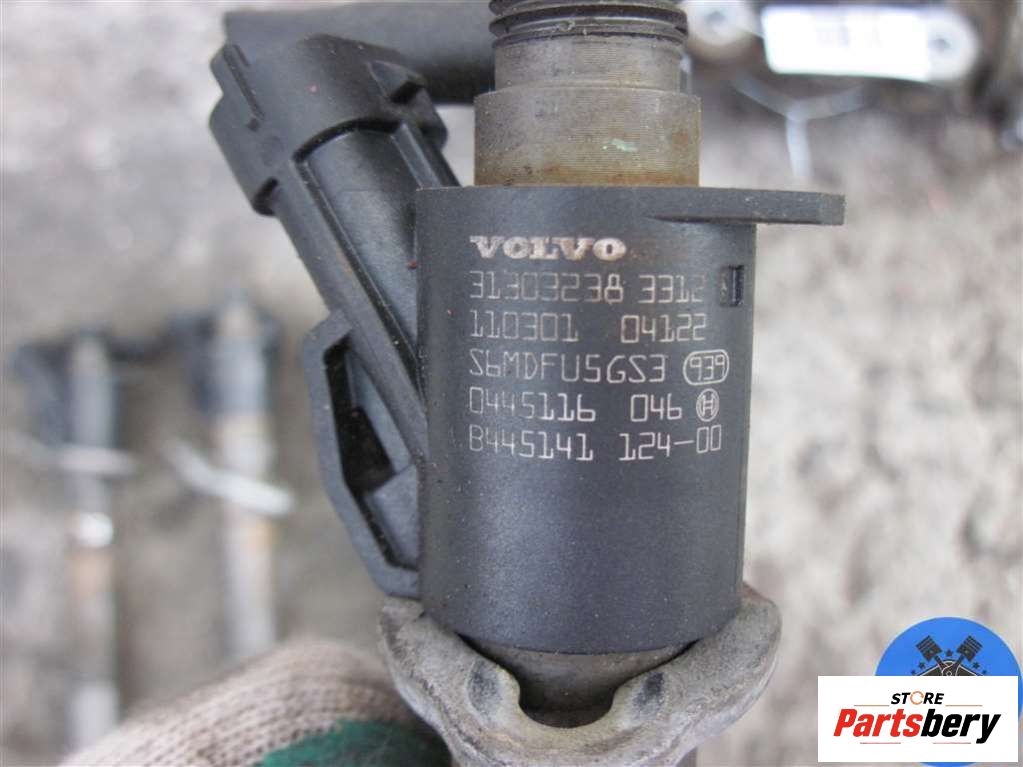 VOLVO
31303238 3312
110301 04122
S6MDFU5GS3 939
0445116 046 H
B445141 124-00
STORE
Partsbery